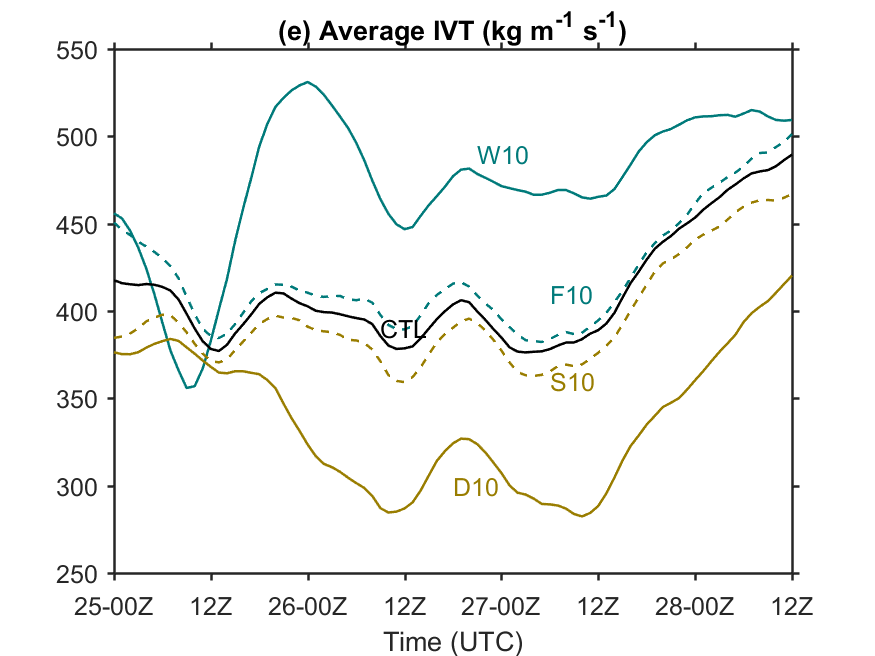 (e) Average IVT (kg m⁻¹ s⁻¹)
550
500
450
400
350
300
250
W10
F10
CTL
S10
D10
25-00Z 12Z 26-00Z 12Z 27-00Z 12Z 28-00Z 12Z
Time (UTC)